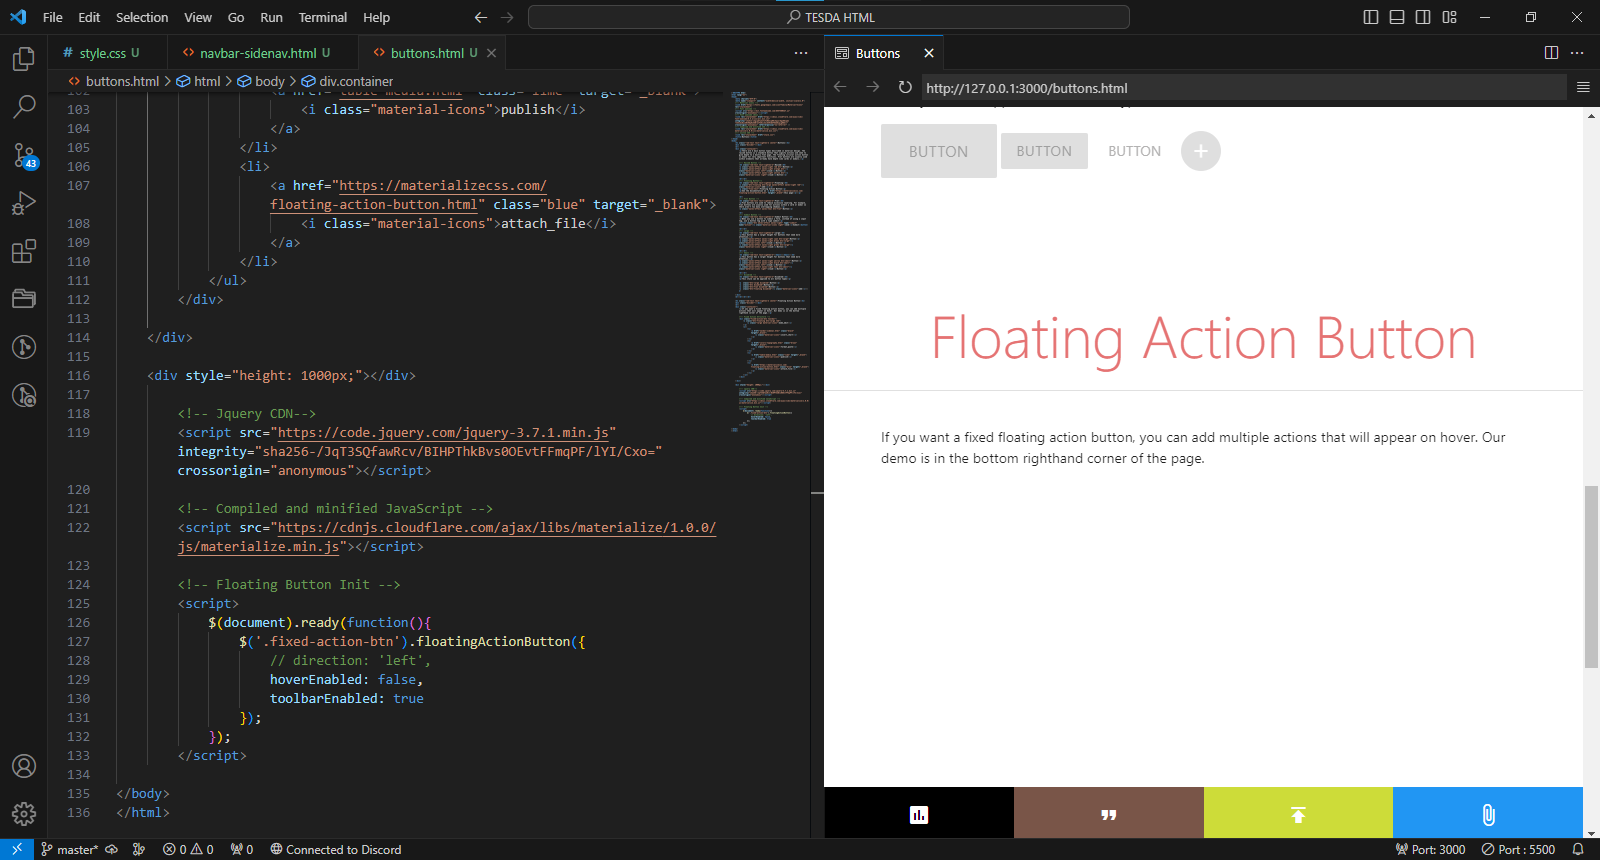 File Edit Selection View Go Run Terminal Help
TESDA HTML
# style.css U
<> navbar-sidenav.html U
<> buttons.html U
Buttons
<> buttons.html > html > body > div.container
http://127.0.0.1:3000/buttons.html
103 <i class="material-icons">publish</i>
104 </a>
105 </li>
106 <li>
107 <a href="https://materializecss.com/
floating-action-button.html" class="blue" target="_blank">
108 <i class="material-icons">attach_file</i>
109 </a>
110 </li>
111 </ul>
112 </div>
113
114 </div>
115
116 <div style="height: 1000px;"></div>
117
118 <!-- Jquery CDN-->
119 <script src="https://code.jquery.com/jquery-3.7.1.min.js"
integrity="sha256-/JqT3SQfawRcv/BIHPThkBvs0OEvtFFmqPF/lYI/Cxo="
crossorigin="anonymous"></script>
120
121 <!-- Compiled and minified JavaScript -->
122 <script src="https://cdnjs.cloudflare.com/ajax/libs/materialize/1.0.0/
js/materialize.min.js"></script>
123
124 <!-- Floating Button Init -->
125 <script>
126 $(document).ready(function(){
127 $('.fixed-action-btn').floatingActionButton({
128 // direction: 'left',
129 hoverEnabled: false,
130 toolbarEnabled: true
131 });
132 });
133 </script>
134
135 </body>
136 </html>
BUTTON BUTTON BUTTON +
Floating Action Button
If you want a fixed floating action button, you can add multiple actions that will appear on hover. Our
demo is in the bottom righthand corner of the page.
43
master* 0 0 0 Connected to Discord
Port: 3000 Port : 5500